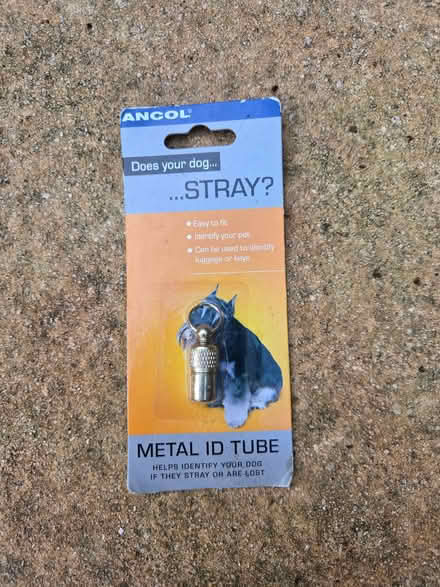 ANCOL®
Does your dog...
...STRAY?
★ Easy to fit
★ Identify your pet
★ Can be used to identify
luggage or keys
METAL ID TUBE
HELPS IDENTIFY YOUR DOG
IF THEY STRAY OR ARE LOST